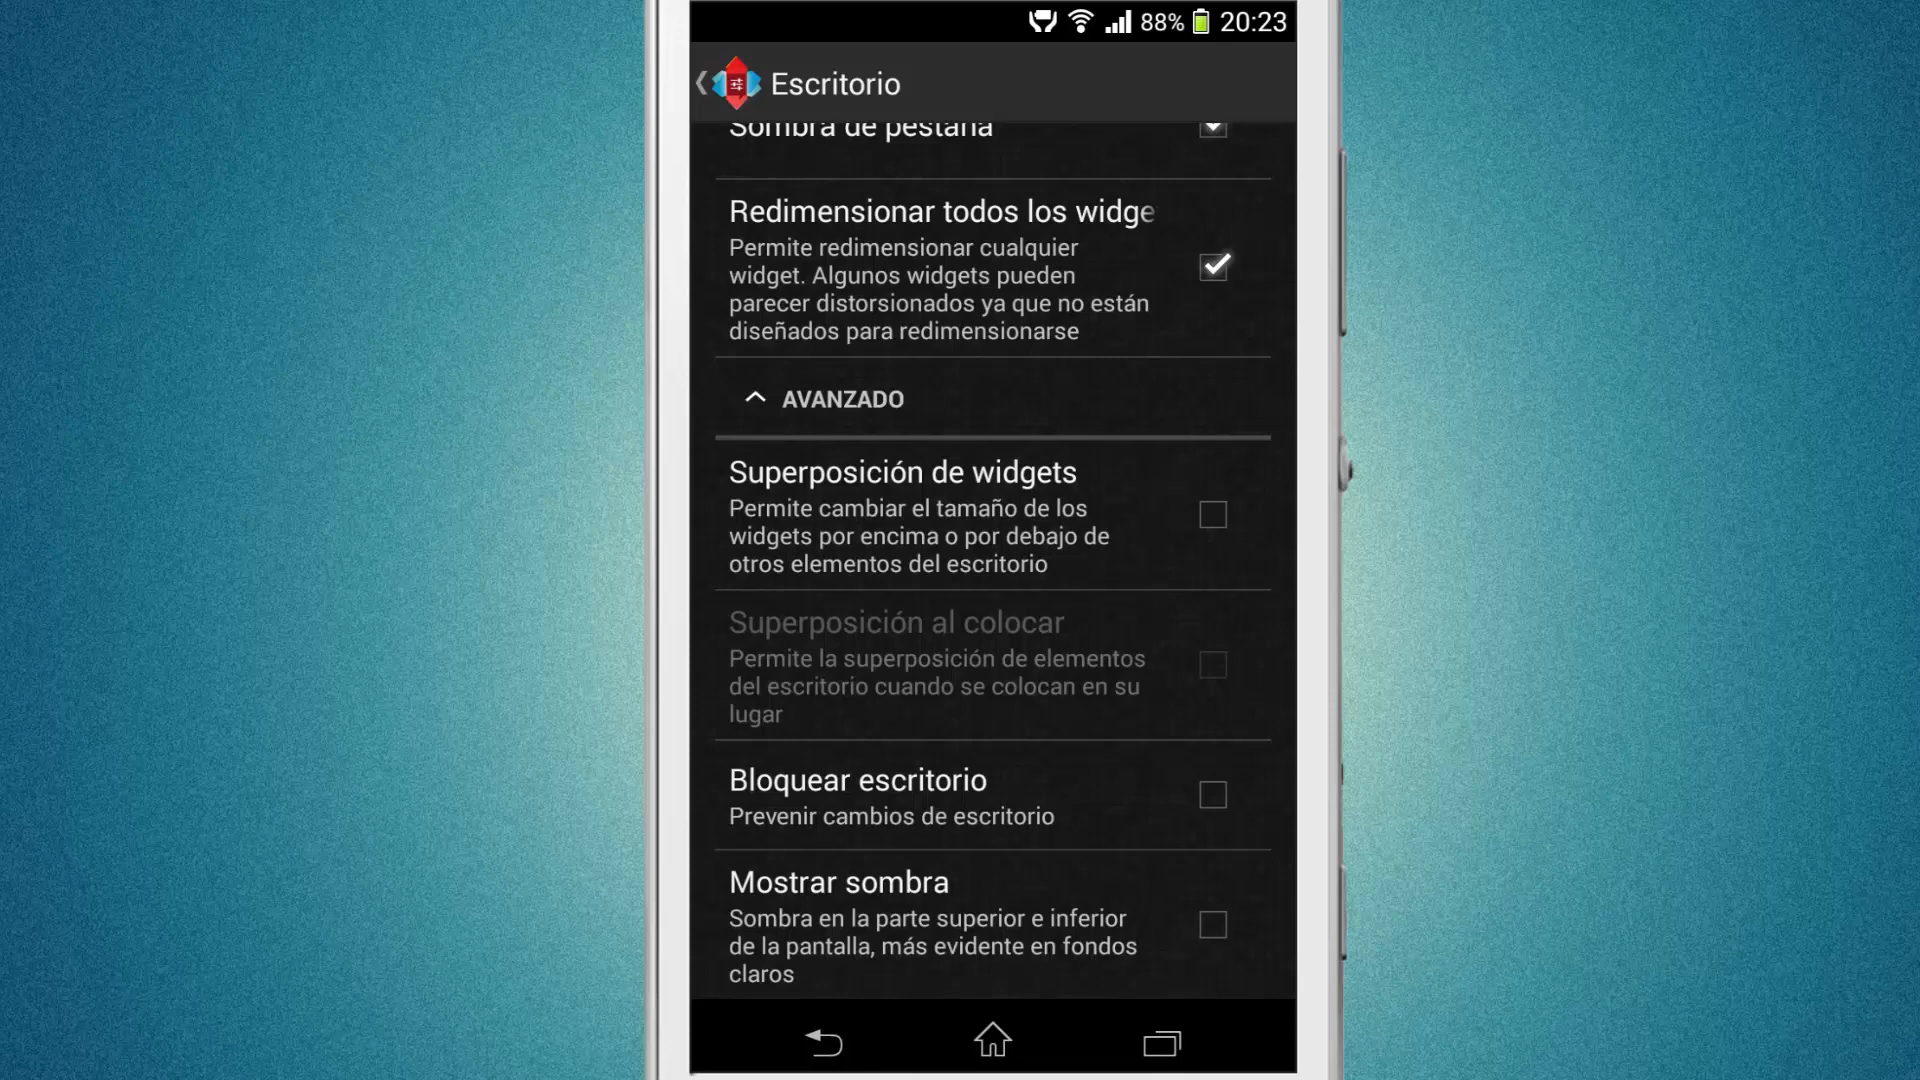 88% 20:23
Escritorio
Sombra de pestaña
Redimensionar todos los widge
Permite redimensionar cualquier
widget. Algunos widgets pueden
parecer distorsionados ya que no están
diseñados para redimensionarse
AVANZADO
Superposición de widgets
Permite cambiar el tamaño de los
widgets por encima o por debajo de
otros elementos del escritorio
Superposición al colocar
Permite la superposición de elementos
del escritorio cuando se colocan en su
lugar
Bloquear escritorio
Prevenir cambios de escritorio
Mostrar sombra
Sombra en la parte superior e inferior
de la pantalla, más evidente en fondos
claros